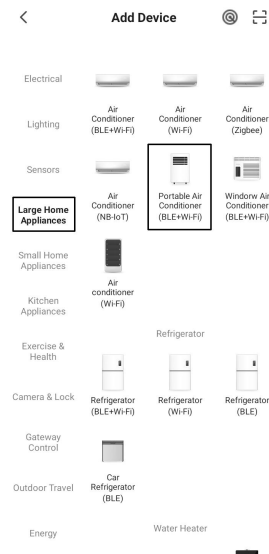 Add Device
Electrical
Lighting
Sensors
Large Home
Appliances
Small Home
Appliances
Kitchen
Appliances
Exercise &
Health
Camera & Lock
Gateway
Control
Outdoor Travel
Energy
Air
Conditioner
(BLE+Wi-Fi)
Air
Conditioner
(Wi-Fi)
Air
Conditioner
(Zigbee)
Air
Conditioner
(NB-IoT)
Portable Air
Conditioner
(BLE+Wi-Fi)
Windorw Air
Conditioner
(BLE+Wi-Fi)
Air
conditioner
(Wi-Fi)
Refrigerator
Refrigerator
(BLE+Wi-Fi)
Refrigerator
(Wi-Fi)
Refrigerator
(BLE)
Car
Refrigerator
(BLE)
Water Heater